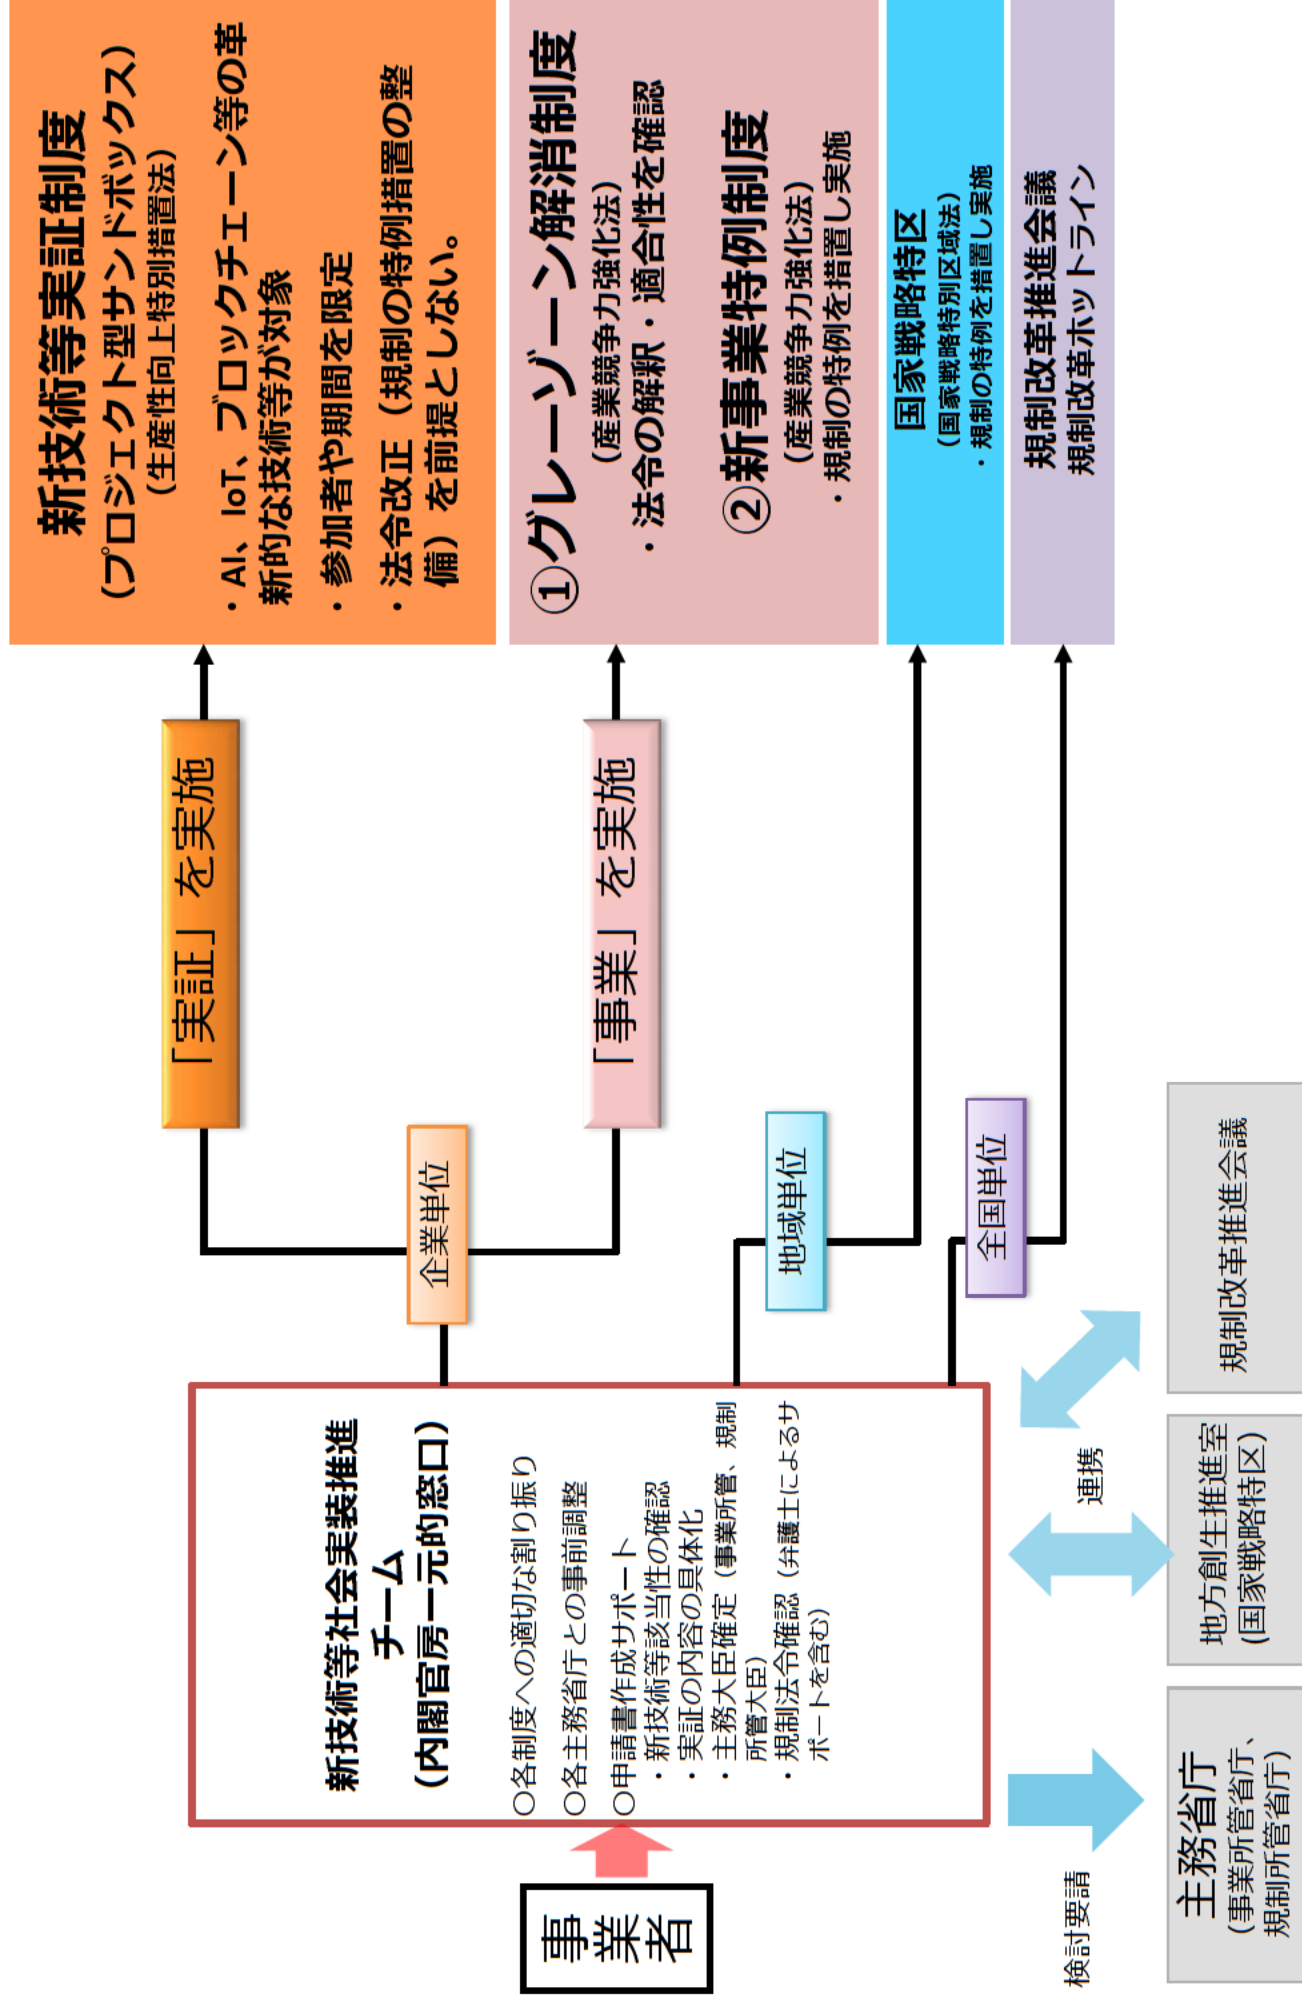 事
業
者
新技術等社会実装推進
チーム
(内閣官房一元的窓口)
○各制度への適切な割り振り
○各主務省庁との事前調整
○申請書作成サポート
・新技術等該当性の確認
・実証の内容の具体化
・主務大臣確定（事業所管、規制
所管大臣）
・規制法令確認（弁護士によるサ
ポートを含む）
企業単位
地域単位
全国単位
「実証」を実施
「事業」を実施
新技術等実証制度
(プロジェクト型サンドボックス)
(生産性向上特別措置法)
・AI、IoT、ブロックチェーン等の革
新的な技術等が対象
・参加者や期間を限定
・法令改正（規制の特例措置の整
備）を前提としない。
①グレーゾーン解消制度
(産業競争力強化法)
・法令の解釈・適合性を確認
②新事業特例制度
(産業競争力強化法)
・規制の特例を措置し実施
国家戦略特区
(国家戦略特別区域法)
・規制の特例を措置し実施
規制改革推進会議
規制改革ホットライン
検討要請
連携
主務省庁
(事業所管省庁、
規制所管省庁)
地方創生推進室
(国家戦略特区)
規制改革推進会議